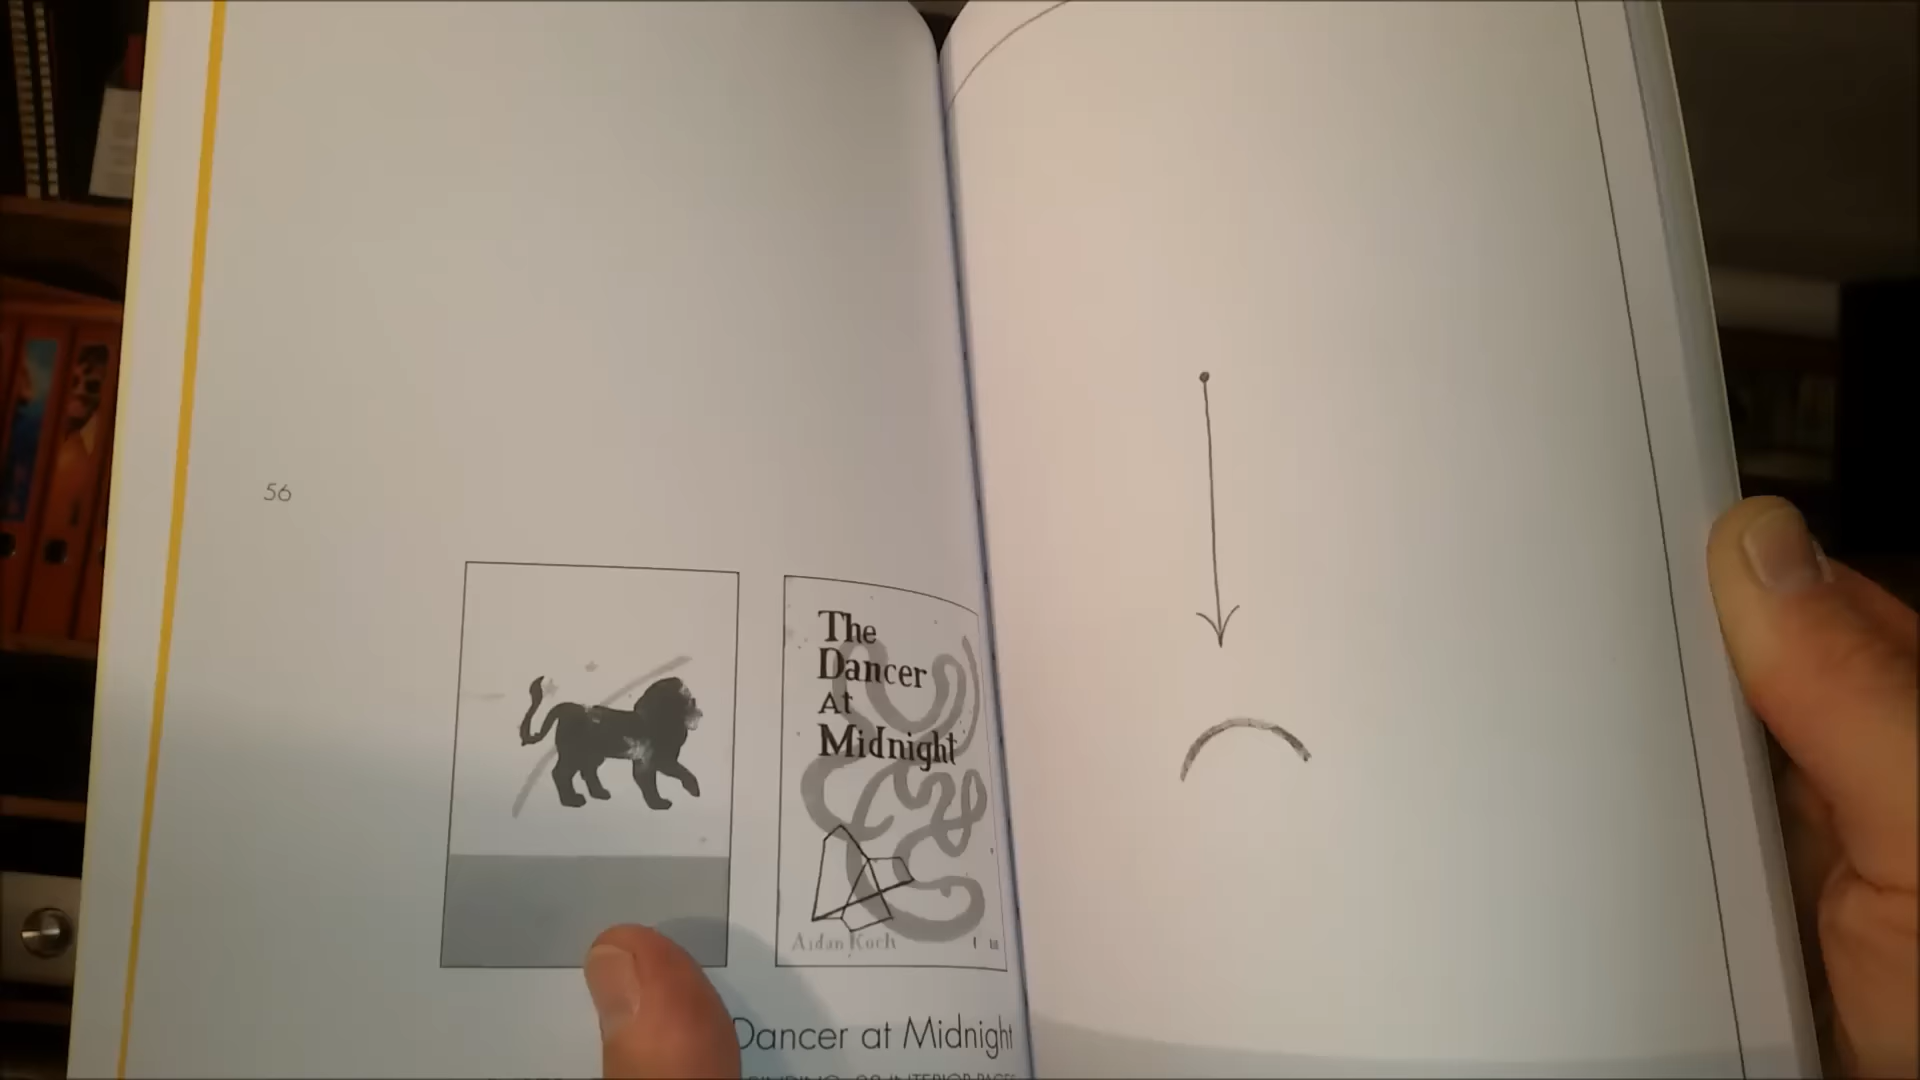 56
The
Dancer
At
Midnight
Aidan Koch
Dancer at Midnight